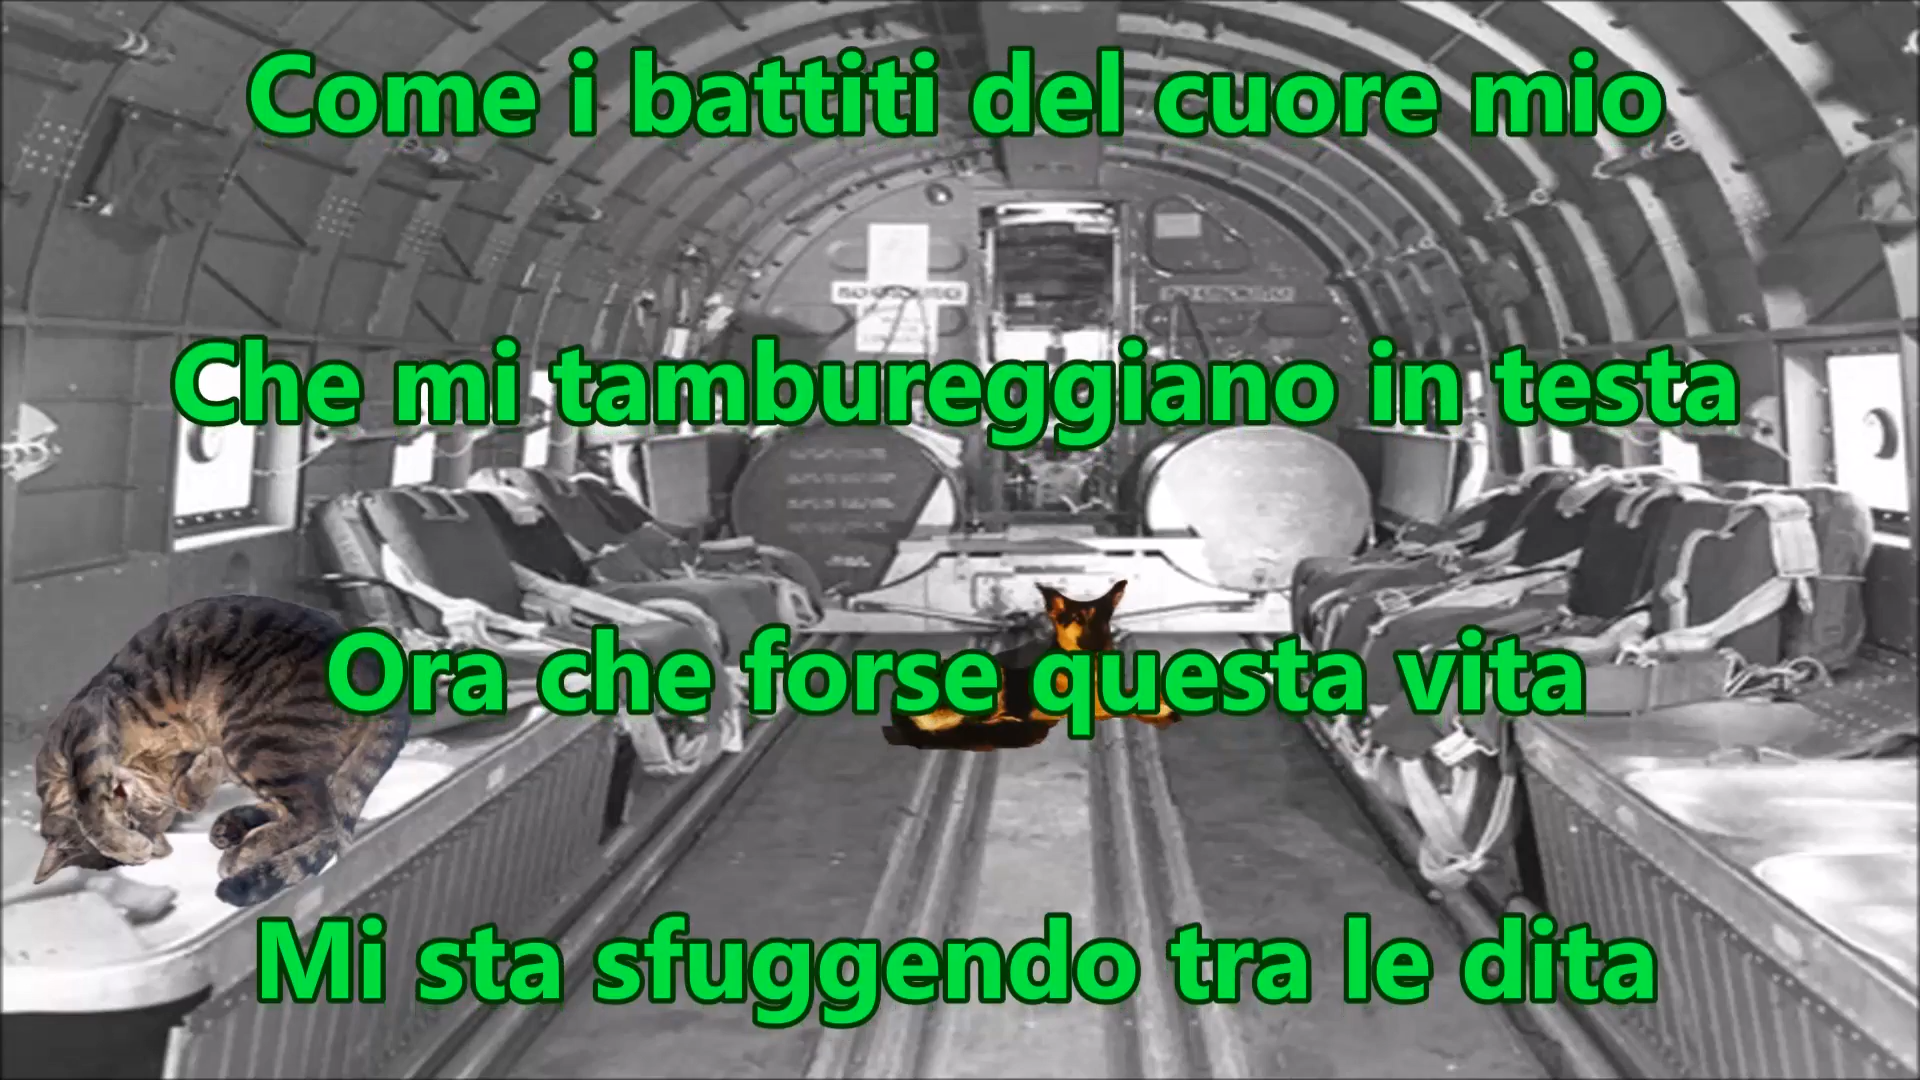 Come i battiti del cuore mio
Che mi tambureggiano in testa
Ora che forse questa vita
Mi sta sfuggendo tra le dita